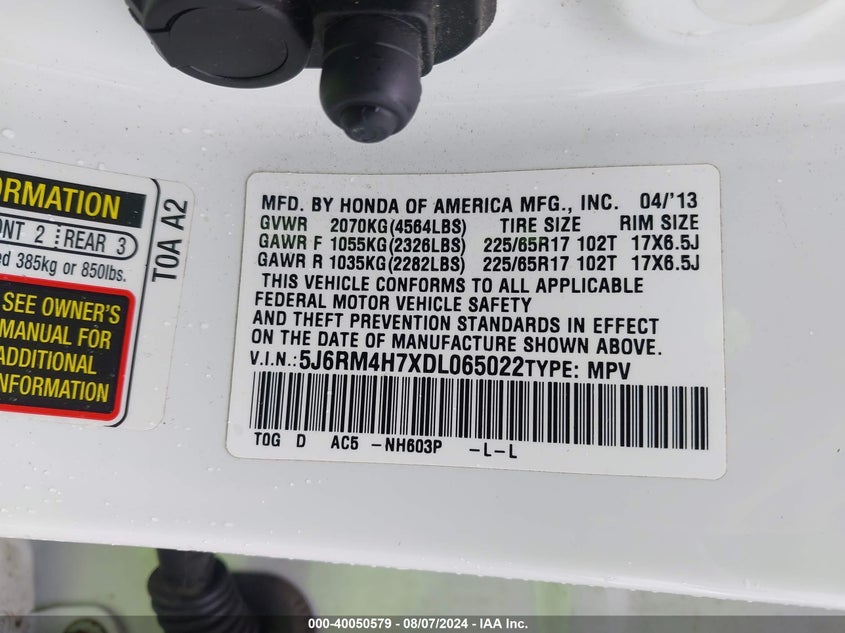 ORMATION
NT 2 REAR 3
ed 385kg or 850lbs.
SEE OWNER'S
MANUAL FOR
ADDITIONAL
INFORMATION
T0A A2
MFD. BY HONDA OF AMERICA MFG., INC. 04/'13
GVWR 2070KG(4564LBS) TIRE SIZE RIM SIZE
GAWR F 1055KG(2326LBS) 225/65R17 102T 17X6.5J
GAWR R 1035KG(2282LBS) 225/65R17 102T 17X6.5J
THIS VEHICLE CONFORMS TO ALL APPLICABLE
FEDERAL MOTOR VEHICLE SAFETY
AND THEFT PREVENTION STANDARDS IN EFFECT
ON THE DATE OF MANUFACTURE SHOWN ABOVE.
V.I.N.:5J6RM4H7XDL065022TYPE: MPV
T0G D AC5 -NH603P -L-L
000-40050579 - 08/07/2024 - IAA Inc.